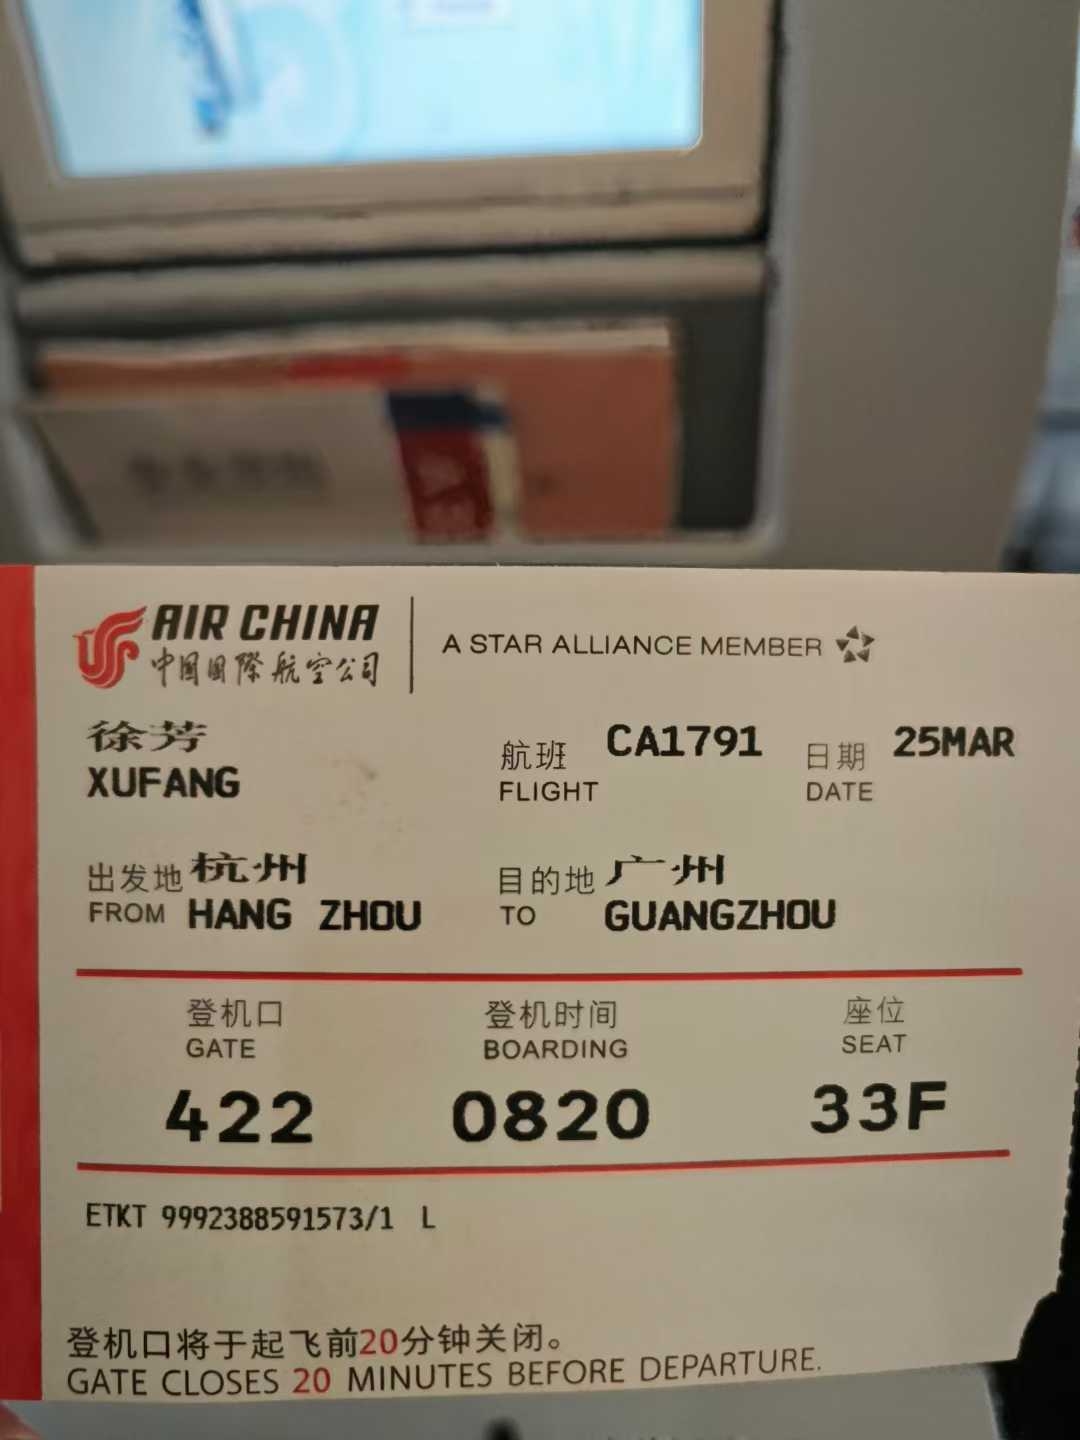 AIR CHINA
中国国際航空公司
A STAR ALLIANCE MEMBER
徐芳
XUFANG
航班 CA1791
FLIGHT
日期 25MAR
DATE
出发地 杭州
FROM HANG ZHOU
目的地 广州
TO GUANGZHOU
登机口
GATE
422
登机时间
BOARDING
0820
座位
SEAT
33F
ETKT 9992388591573/1 L
登机口将于起飞前20分钟关闭。
GATE CLOSES 20 MINUTES BEFORE DEPARTURE.